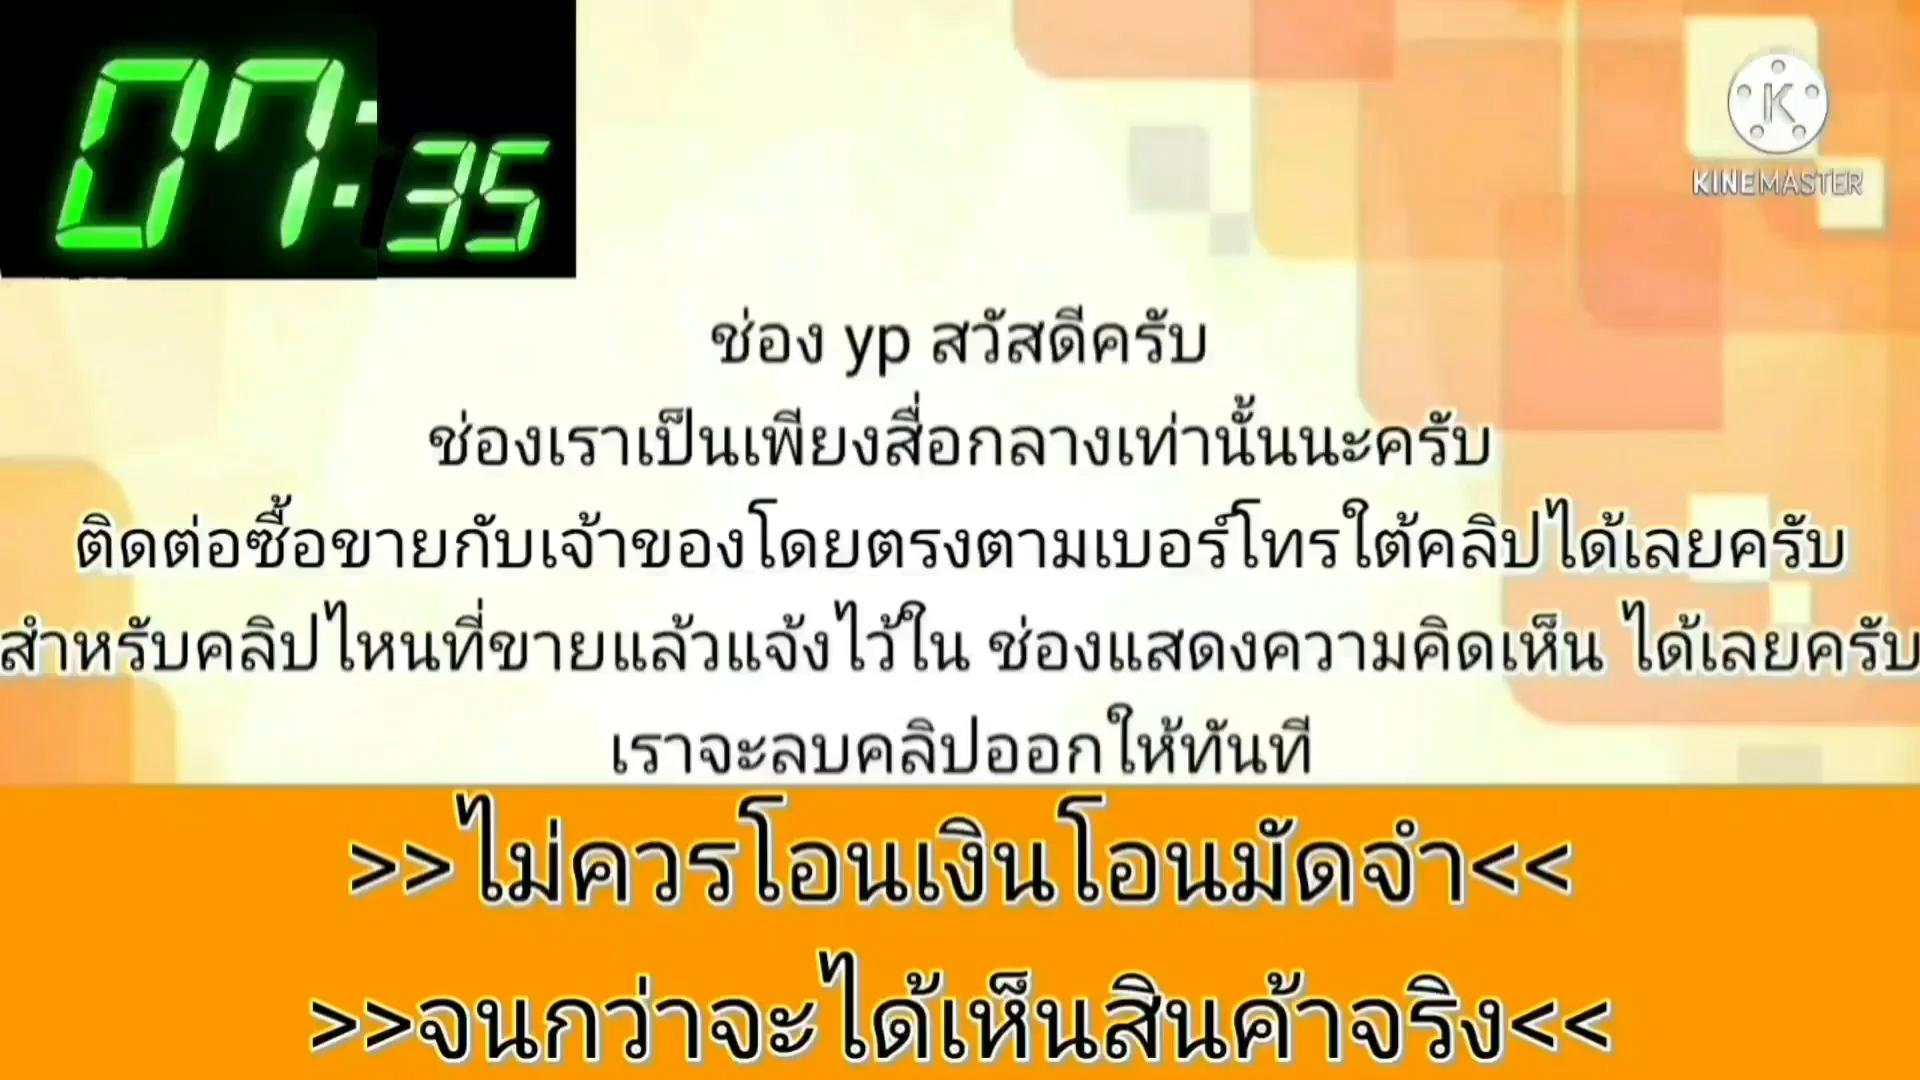 07:35
KINEMASTER
ช่อง yp สวัสดีครับ
ช่องเราเป็นเพียงสื่อกลางเท่านั้นนะครับ
ติดต่อซื้อขายกับเจ้าของโดยตรงตามเบอร์โทรใต้คลิปได้เลยครับ
สำหรับคลิปไหนที่ขายแล้วแจ้งไว้ใน ช่องแสดงความคิดเห็น ได้เลยครับ
เราจะลบคลิปออกให้ทันที
>>ไม่ควรโอนเงินโอนมัดจำ<<
>>จนกว่าจะได้เห็นสินค้าจริง<<